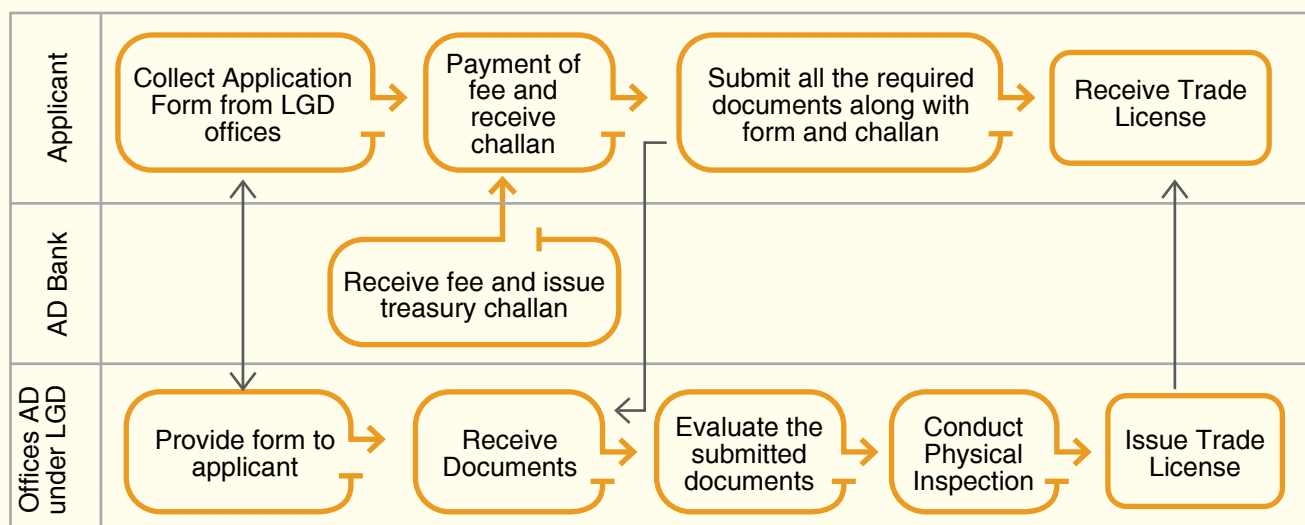 Applicant
Collect Application
Form from LGD
offices
Payment of
fee and
receive
challan
Submit all the required
documents along with
form and challan
Receive Trade
License
AD Bank
Receive fee and issue
treasury challan
Offices AD
under LGD
Provide form to
applicant
Receive
Documents
Evaluate the
submitted
documents
Conduct
Physical
Inspection
Issue Trade
License